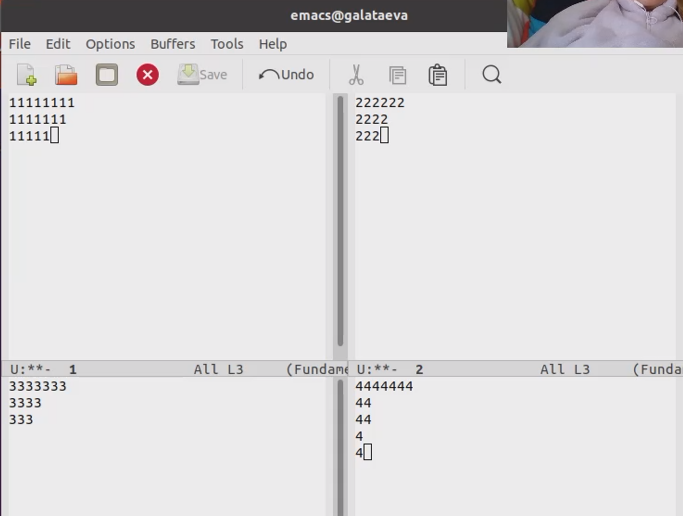 emacs@galataeva
File Edit Options Buffers Tools Help
Save Undo
11111111
1111111
11111
U:**- 1 All L3 (Fundame
222222
2222
222
U:**- 2 All L3 (Funda
3333333
3333
333
4444444
44
44
4
4